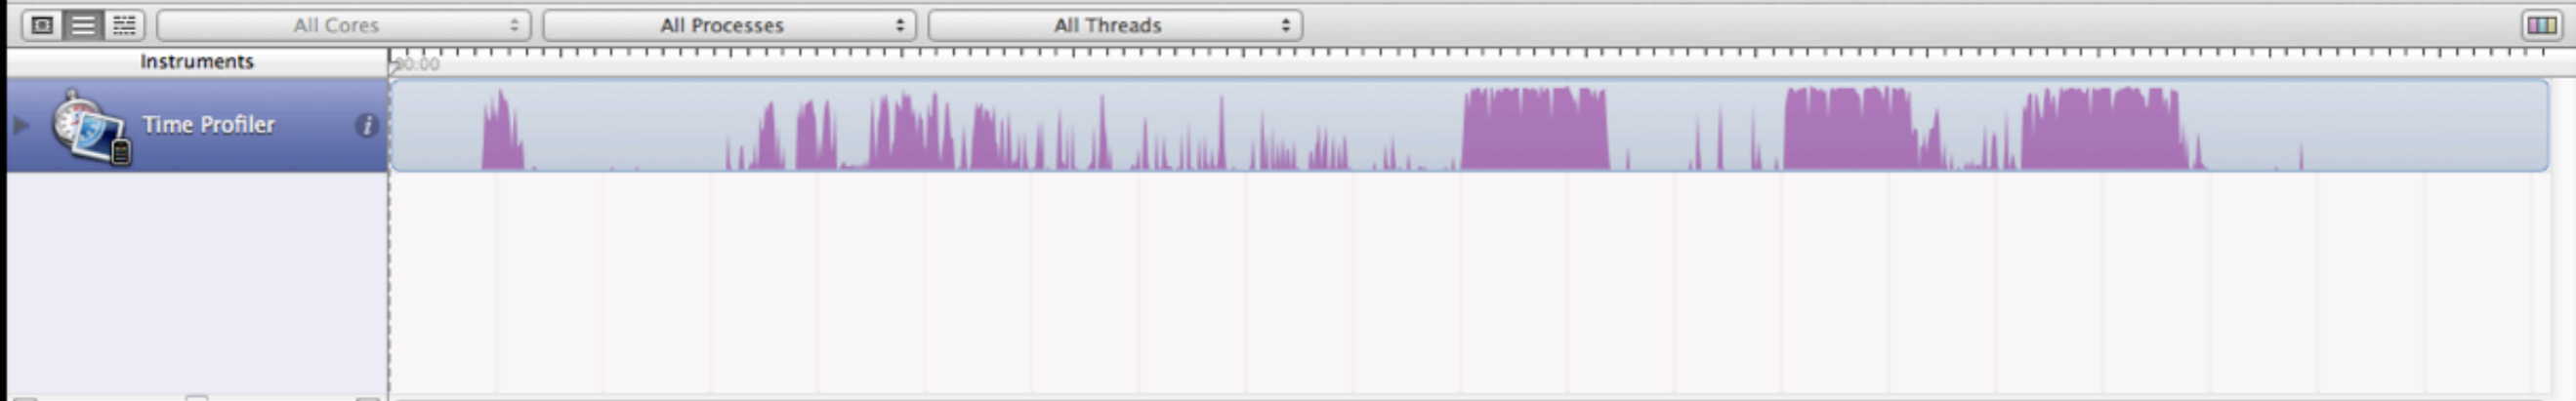 All Cores
All Processes
All Threads
Instruments
00:00
Time Profiler